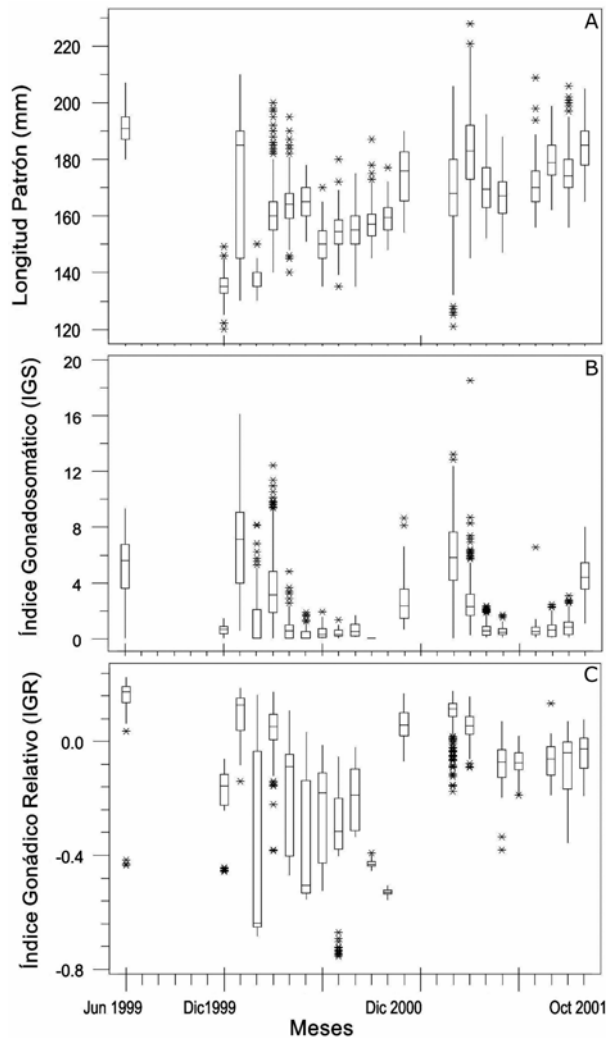 A
Longitud Patrón (mm)
220
200
180
160
140
120
B
Índice Gonadosomático (IGS)
20
16
12
8
4
0
C
Índice Gonádico Relativo (IGR)
0.0
-0.4
-0.8
Jun 1999
Dic1999
Dic 2000
Oct 2001
Meses